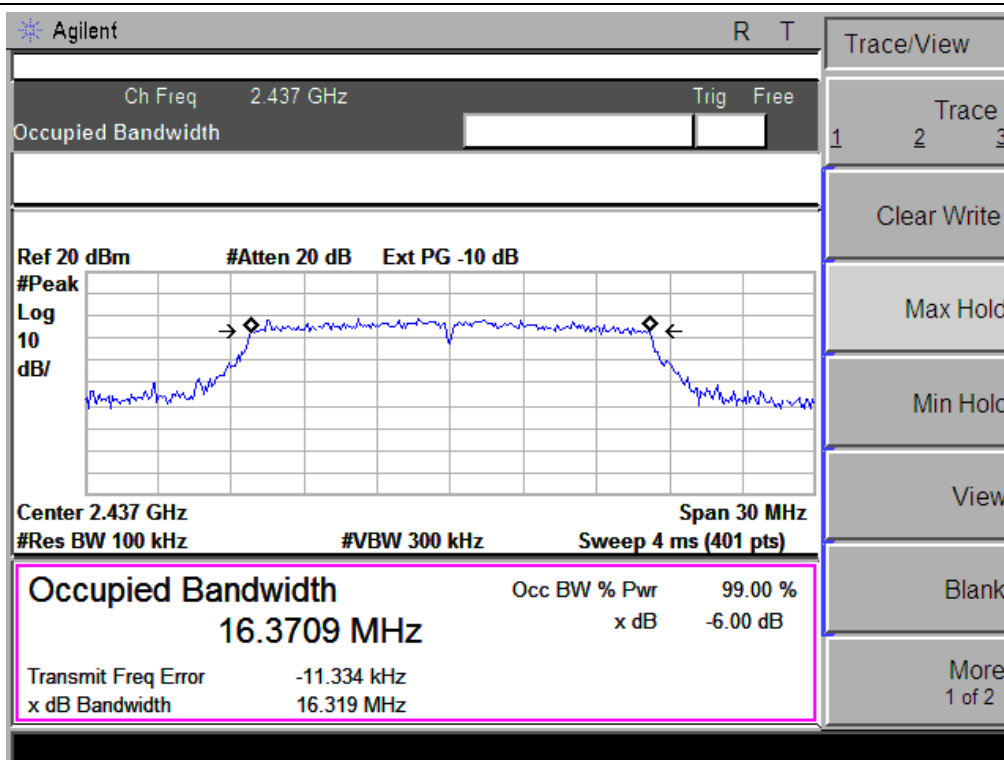 Agilent R T
Ch Freq 2.437 GHz Trig Free
Occupied Bandwidth
Ref 20 dBm #Atten 20 dB Ext PG -10 dB
#Peak
Log
10
dB/
Center 2.437 GHz Span 30 MHz
#Res BW 100 kHz #VBW 300 kHz Sweep 4 ms (401 pts)
Occupied Bandwidth Occ BW % Pwr 99.00 %
16.3709 MHz x dB -6.00 dB
Transmit Freq Error -11.334 kHz
x dB Bandwidth 16.319 MHz
Trace/View
Trace
1 2 3
Clear Write
Max Hold
Min Hold
View
Blank
More
1 of 2